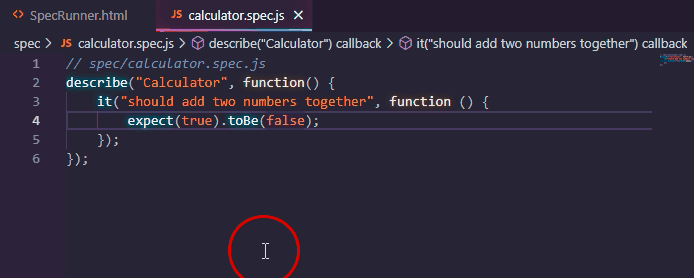 SpecRunner.html
JS calculator.spec.js ×
spec > JS calculator.spec.js > describe("Calculator") callback > it("should add two numbers together") callback
1 // spec/calculator.spec.js
2 describe("Calculator", function() {
3 it("should add two numbers together", function () {
4 expect(true).toBe(false);
5 });
6 });